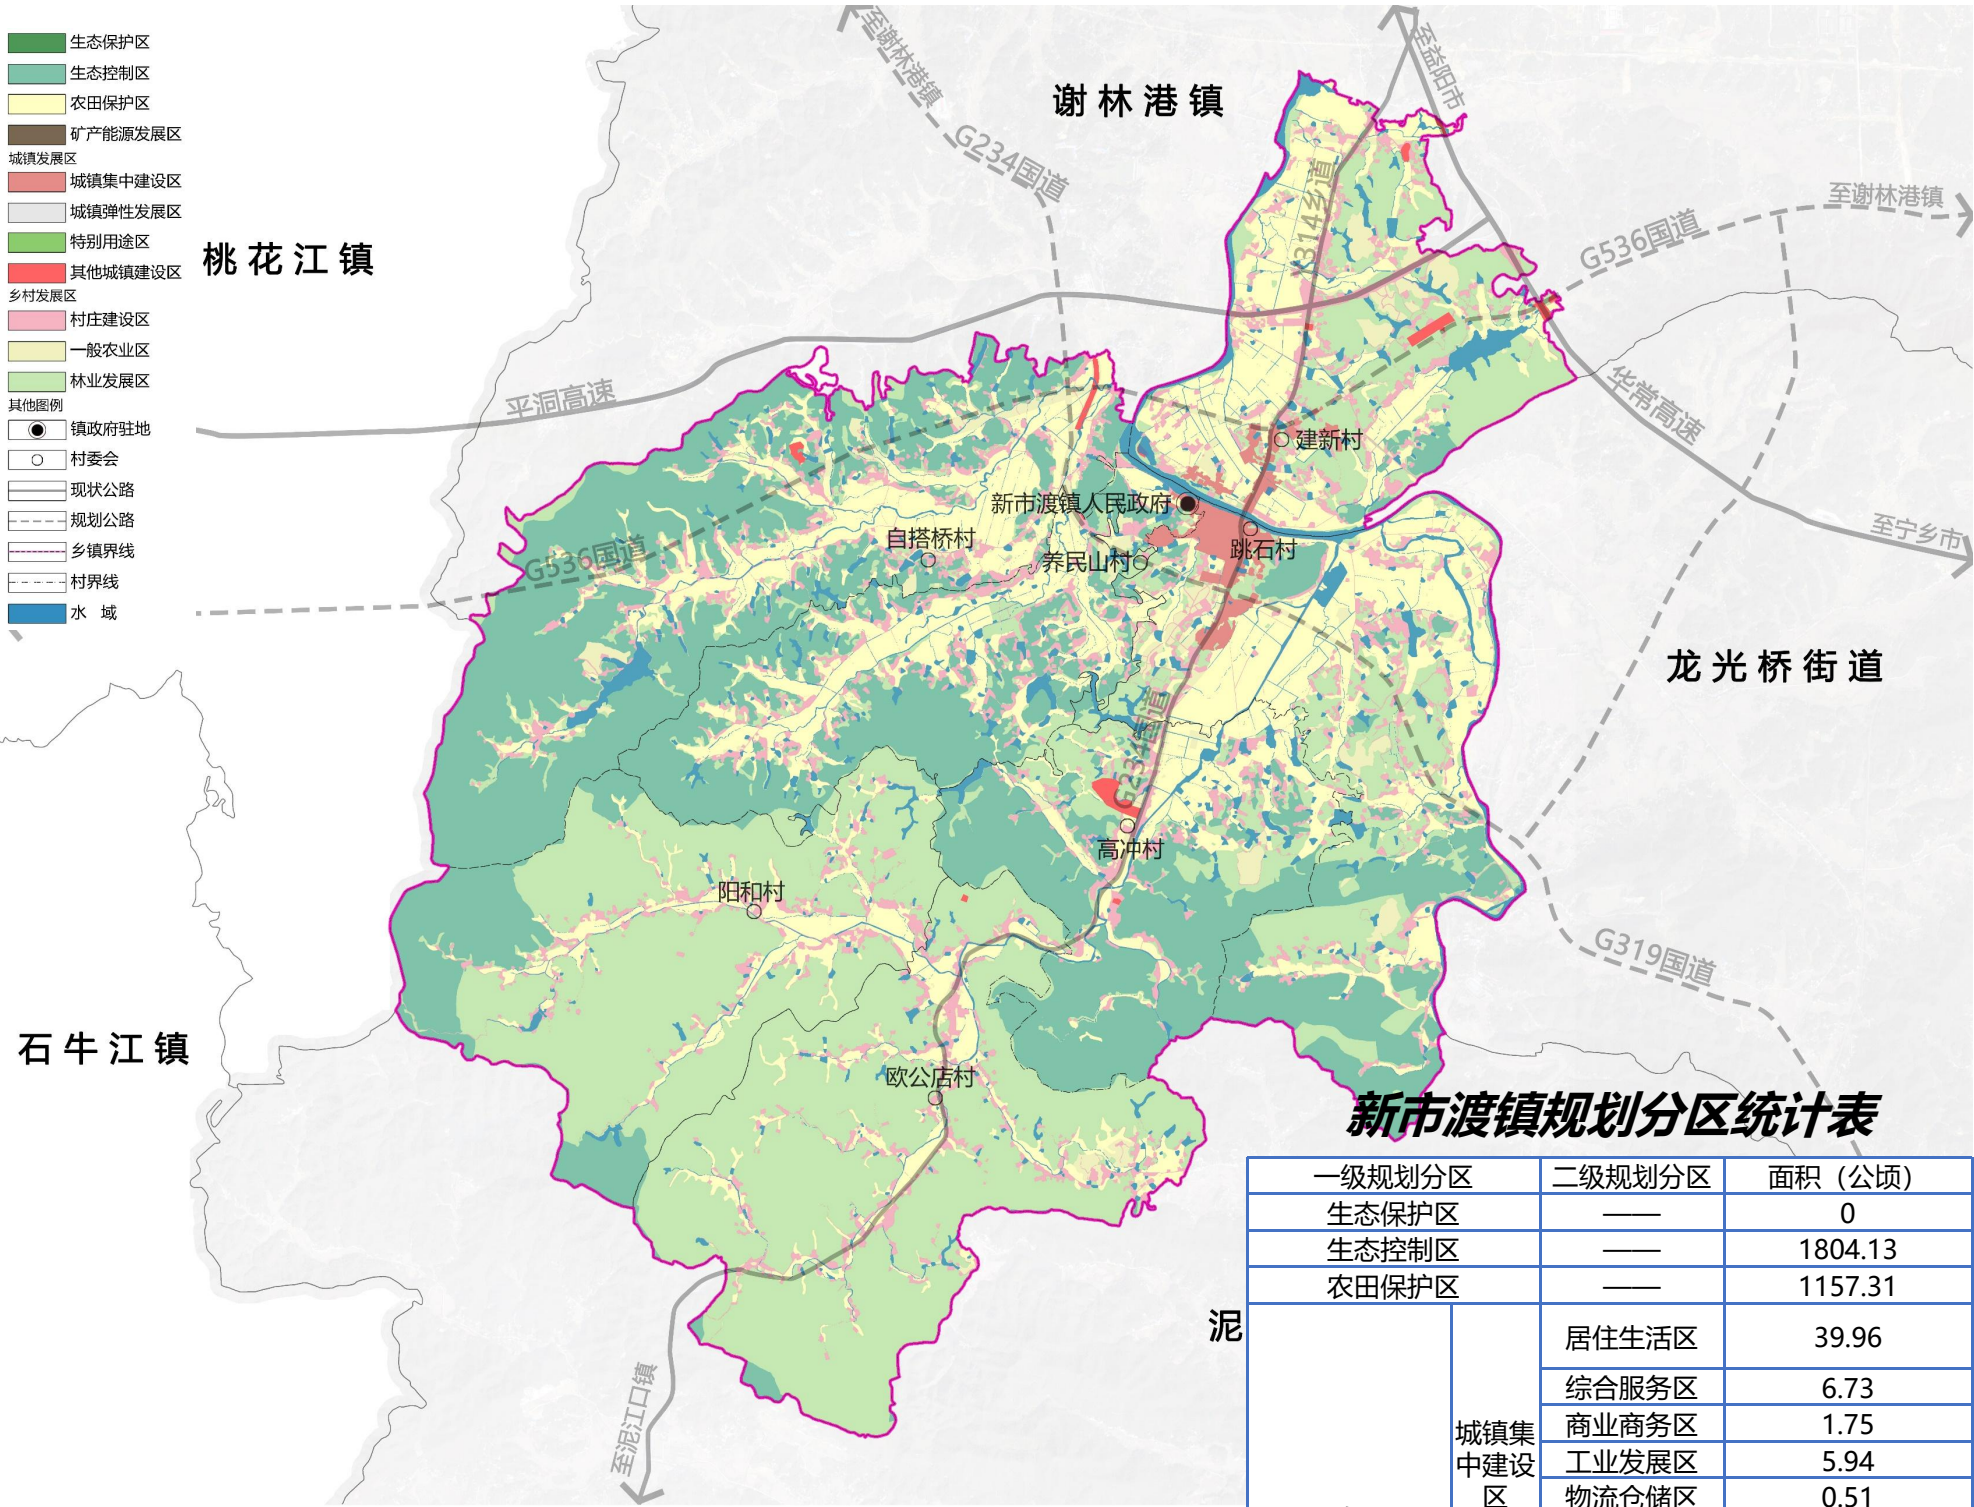 生态保护区
生态控制区
农田保护区
矿产能源发展区
城镇发展区
城镇集中建设区
城镇弹性发展区
特别用途区
其他城镇建设区
乡村发展区
村庄建设区
一般农业区
林业发展区
其他图例
镇政府驻地
村委会
现状公路
规划公路
乡镇界线
村界线
水 域
至谢林港镇
至益阳市
谢林港镇
G234国道
Y314乡道
至谢林港镇
G536国道
桃花江镇
平洞高速
华常高速
建新村
新市渡镇人民政府
自搭桥村
跳石村
养民山村
G536国道
至宁乡市
龙光桥街道
G234国道
高冲村
阳和村
G319国道
石牛江镇
欧公店村
泥
至泥江口镇
新市渡镇规划分区统计表
一级规划分区 二级规划分区 面积（公顷）
生态保护区 —— 0
生态控制区 —— 1804.13
农田保护区 —— 1157.31
居住生活区 39.96
综合服务区 6.73
商业商务区 1.75
城镇集中建设区
工业发展区 5.94
物流仓储区 0.51